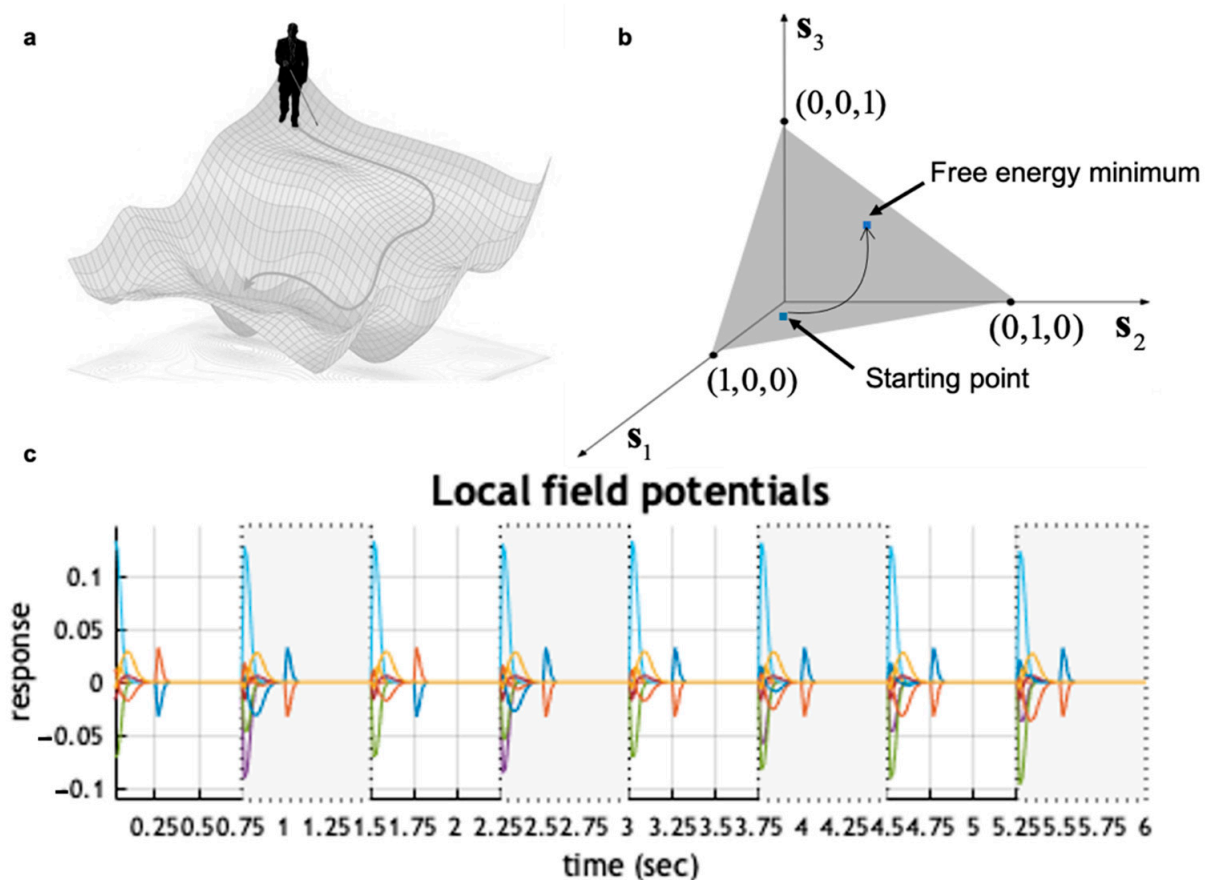 a
b
s3
(0,0,1)
Free energy minimum
(0,1,0)
s2
Starting point
(1,0,0)
s1
c
Local field potentials
response
0.1
0.05
0
−0.05
−0.1
0.25 0.5 0.75 1 1.25 1.5 1.75 2 2.25 2.5 2.75 3 3.25 3.5 3.75 4 4.25 4.5 4.75 5 5.25 5.5 5.75 6
time (sec)